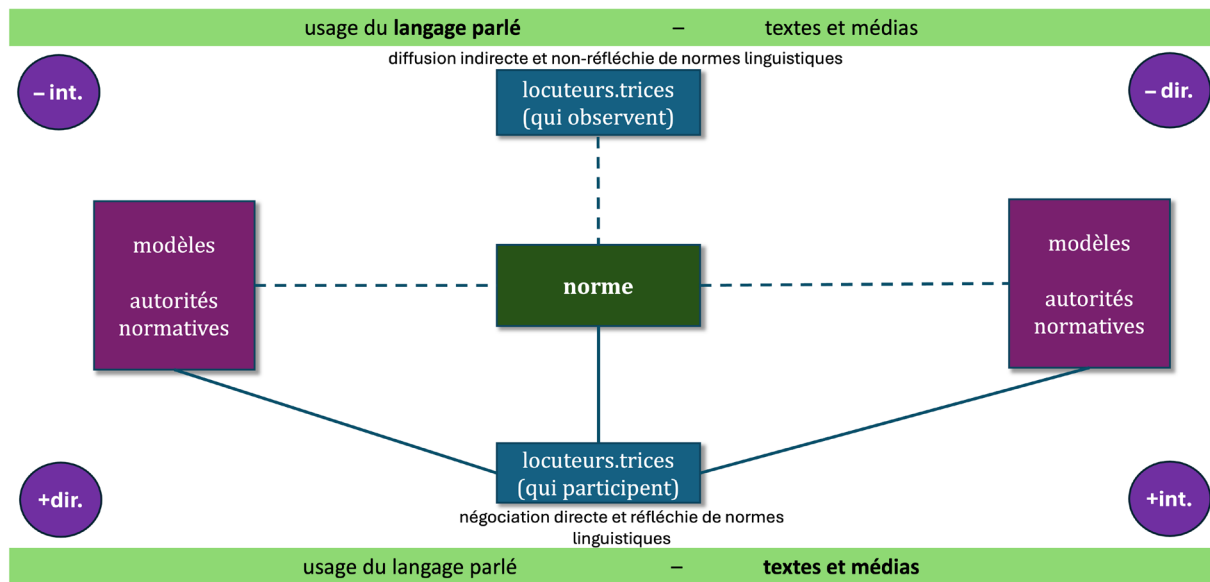 usage du langage parlé – textes et médias
diffusion indirecte et non-réfléchie de normes linguistiques
– int.
locuteurs.trices
(qui observent)
– dir.
modèles
autorités
normatives
norme
modèles
autorités
normatives
+dir.
locuteurs.trices
(qui participent)
+int.
négociation directe et réfléchie de normes
linguistiques
usage du langage parlé – textes et médias